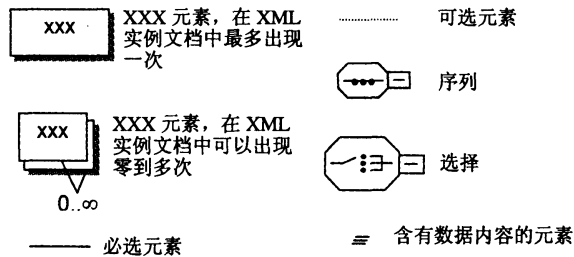 XXX
XXX 元素，在 XML
实例文档中最多出现
一次
XXX
XXX 元素，在 XML
实例文档中可以出现
零到多次
0..∞
必选元素
可选元素
序列
选择
含有数据内容的元素